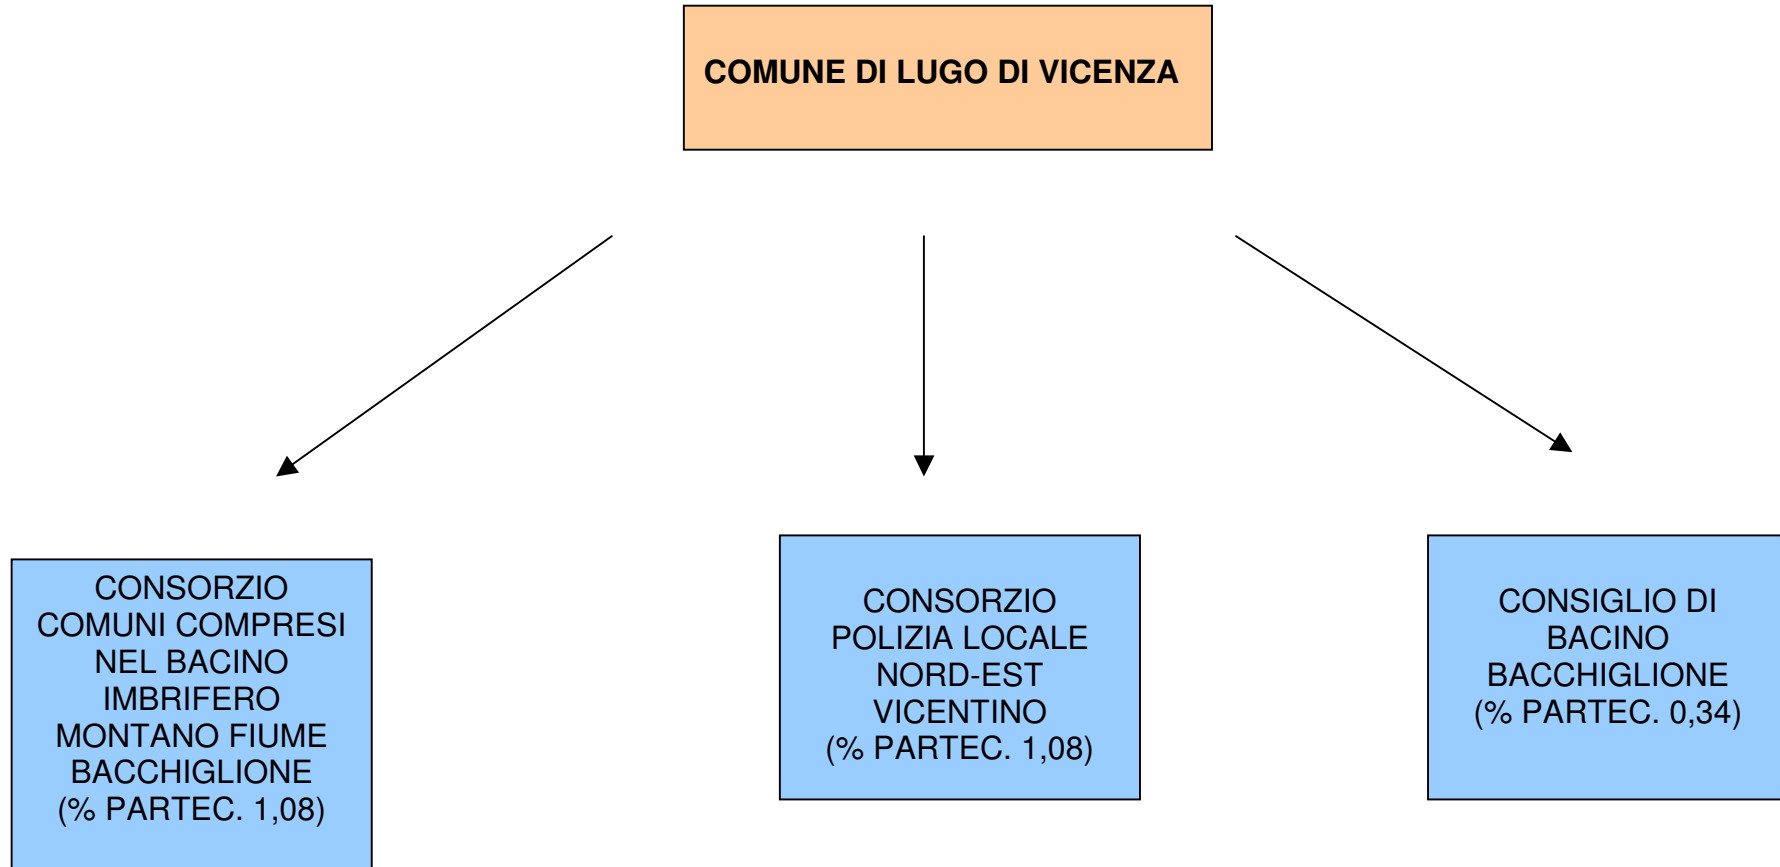 COMUNE DI LUGO DI VICENZA
CONSORZIO
COMUNI COMPRESI
NEL BACINO
IMBRIFERO
MONTANO FIUME
BACCHIGLIONE
(% PARTEC. 1,08)
CONSORZIO
POLIZIA LOCALE
NORD-EST
VICENTINO
(% PARTEC. 1,08)
CONSIGLIO DI
BACINO
BACCHIGLIONE
(% PARTEC. 0,34)